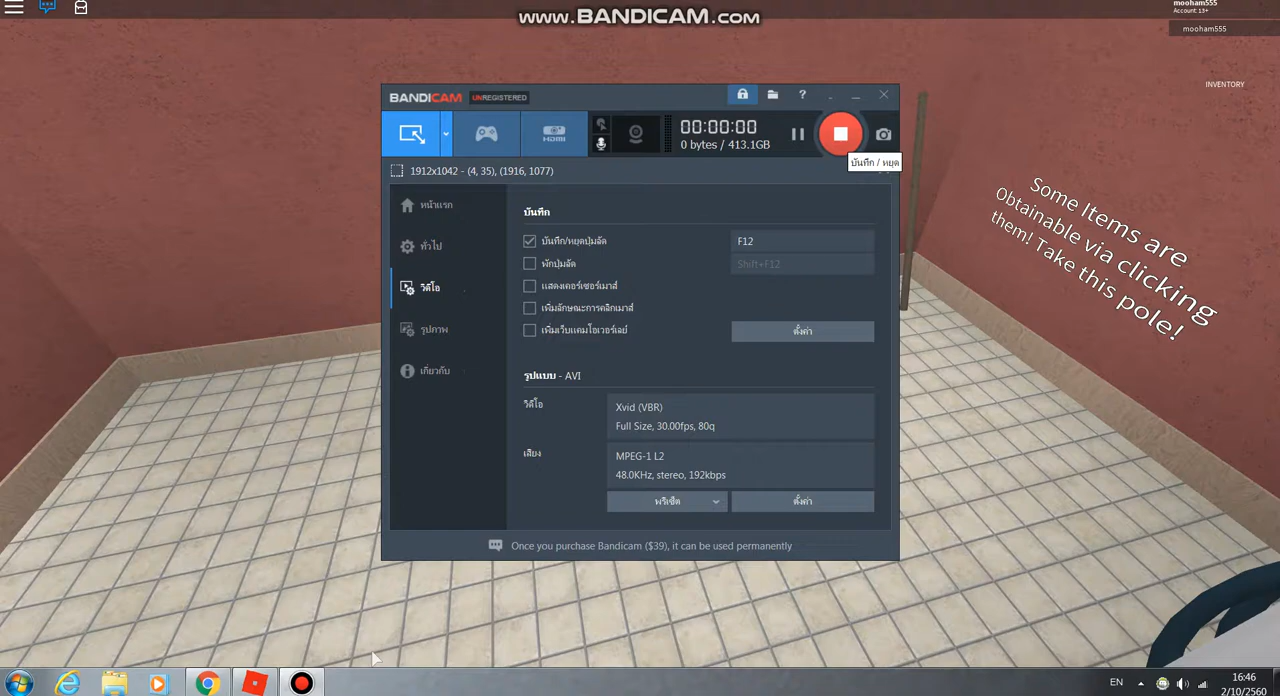 www.BANDICAM.com
mooham555
Account: 13+
mooham555
INVENTORY
BANDICAM UNREGISTERED
?
HDMI
00:00:00
0 bytes / 413.1GB
บันทึก / หยุด
1912x1042 - (4, 35), (1916, 1077)
หน้าแรก
ทั่วไป
วิดีโอ
รูปภาพ
เกี่ยวกับ
บันทึก
บันทึก/หยุดปุ่มลัด
F12
พักปุ่มลัด
Shift+F12
แสดงเคอร์เซอร์เมาส์
เพิ่มลักษณะการคลิกเมาส์
เพิ่มเว็บแคมโอเวอร์เลย์
ตั้งค่า
รูปแบบ - AVI
วิดีโอ
Xvid (VBR)
Full Size, 30.00fps, 80q
เสียง
MPEG-1 L2
48.0KHz, stereo, 192kbps
พรีเซ็ต
ตั้งค่า
Once you purchase Bandicam ($39), it can be used permanently
Some Items are
Obtainable via clicking
them! Take this pole!
EN
16:46
2/10/2560